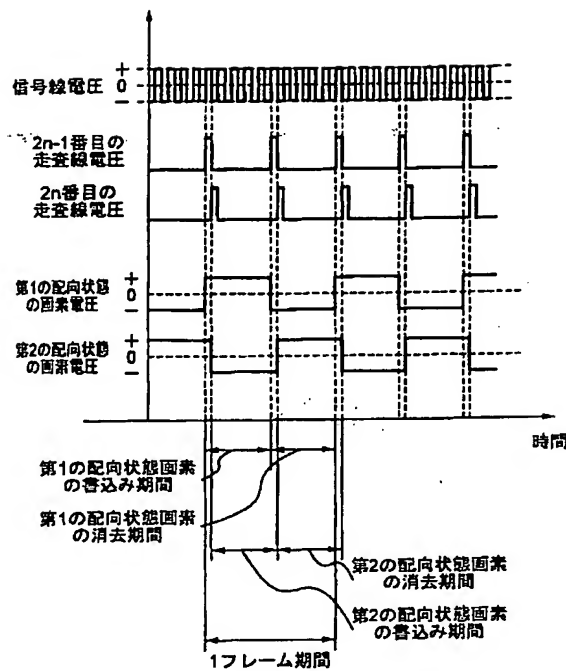 信号線電圧
+
0
−
2n-1番目の
走査線電圧
2n番目の
走査線電圧
第1の配向状態
の画素電圧
+
0
−
第2の配向状態
の画素電圧
+
0
−
時間
第1の配向状態画素
の書込み期間
第1の配向状態画素
の消去期間
第2の配向状態画素
の消去期間
第2の配向状態画素
の書込み期間
1フレーム期間